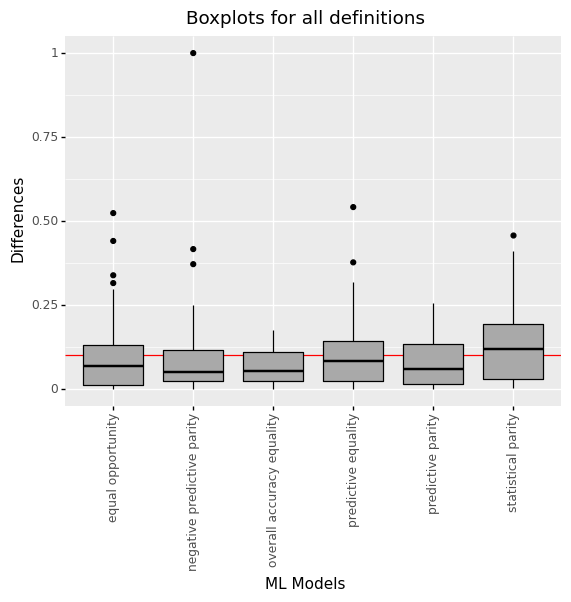 Boxplots for all definitions
Differences
1
0.75
0.50
0.25
0
equal opportunity
negative predictive parity
overall accuracy equality
predictive equality
predictive parity
statistical parity
ML Models